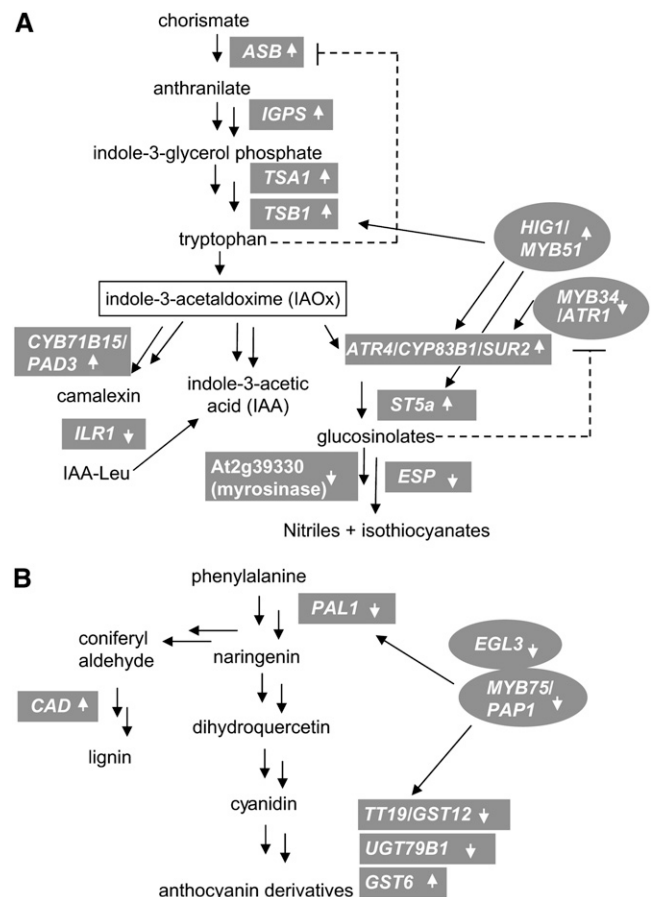 A
chorismate
ASB
anthranilate
IGPS
indole-3-glycerol phosphate
TSA1
TSB1
tryptophan
HIG1/
MYB51
indole-3-acetaldoxime (IAOx)
MYB34
/ATR1
CYB71B15/
PAD3
camalexin
indole-3-acetic
acid (IAA)
ATR4/CYP83B1/SUR2
ST5a
ILR1
IAA-Leu
glucosinolates
At2g39330
(myrosinase)
ESP
Nitriles + isothiocyanates
B
phenylalanine
PAL1
coniferyl
aldehyde
naringenin
EGL3
MYB75/
PAP1
CAD
dihydroquercetin
lignin
cyanidin
TT19/GST12
UGT79B1
GST6
anthocyanin derivatives